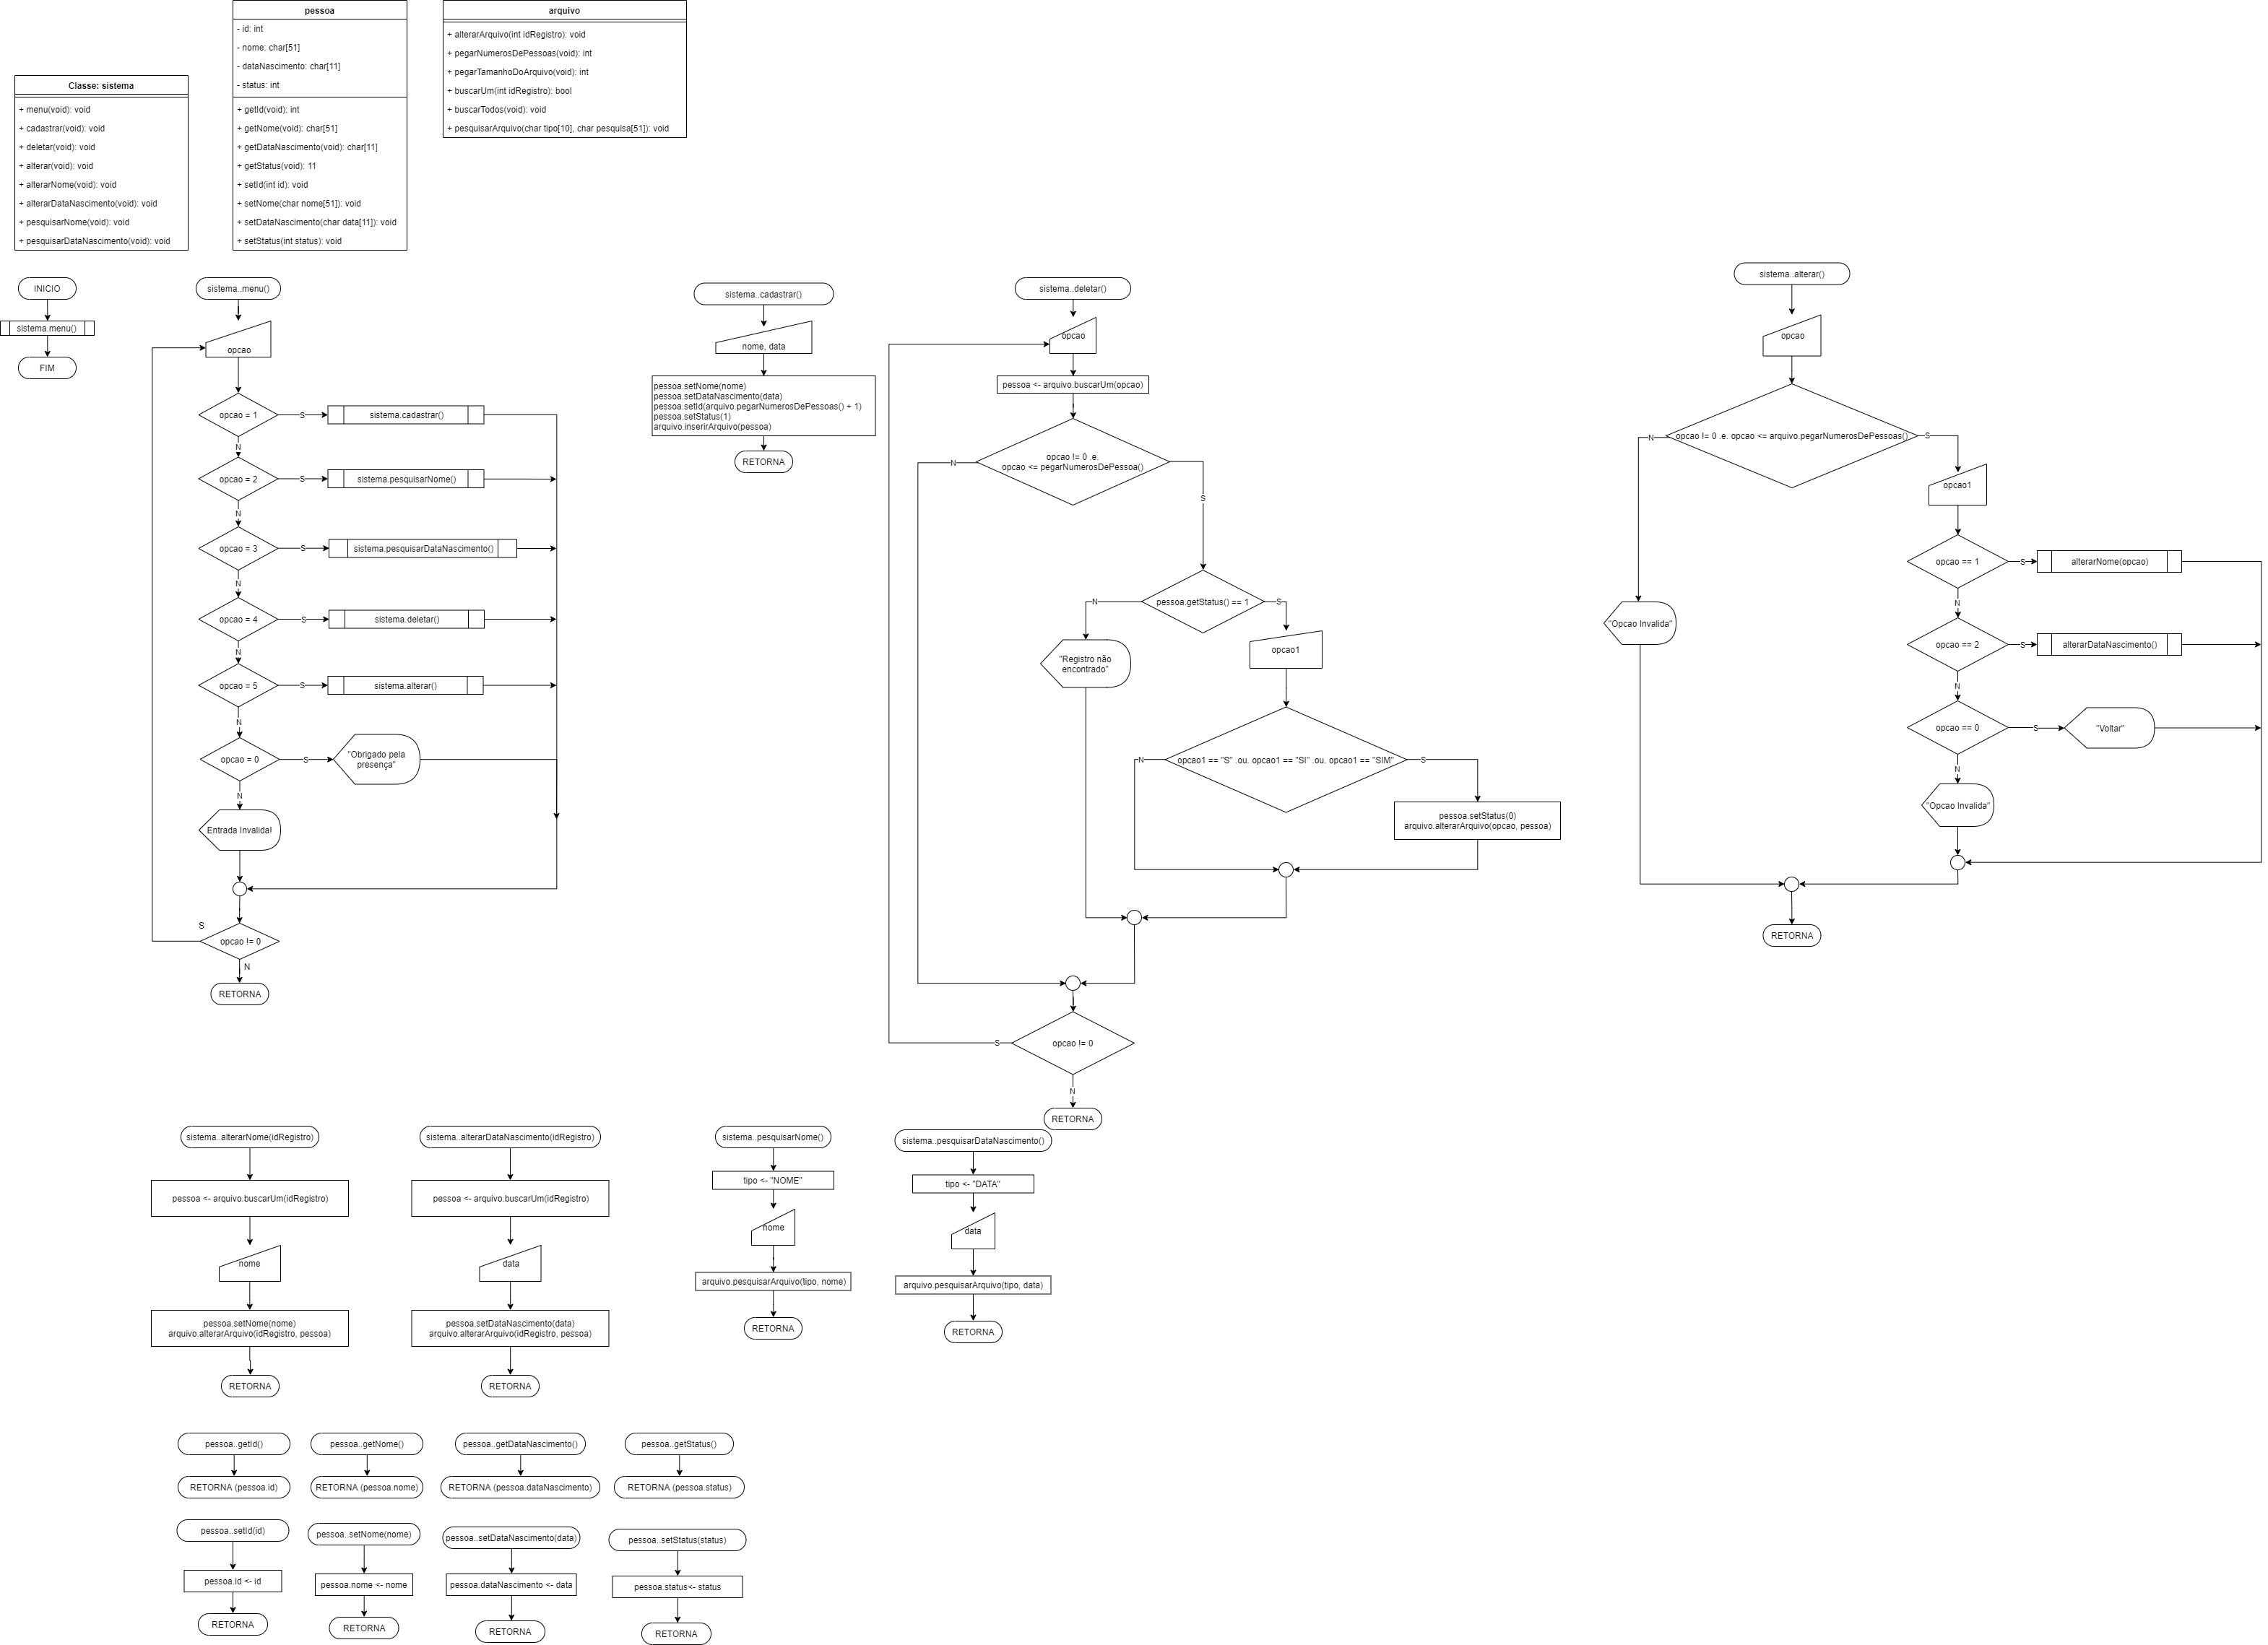 pessoa
- id: int
- nome: char[51]
- dataNascimento: char[11]
- status: int
+ getId(void): int
+ getNome(void): char[51]
+ getDataNascimento(void): char[11]
+ getStatus(void): 11
+ setId(int id): void
+ setNome(char nome[51]): void
+ setDataNascimento(char data[11]): void
+ setStatus(int status): void
arquivo
+ alterarArquivo(int idRegistro): void
+ pegarNumerosDePessoas(void): int
+ pegarTamanhoDoArquivo(void): int
+ buscarUm(int idRegistro): bool
+ buscarTodos(void): void
+ pesquisarArquivo(char tipo[10], char pesquisa[51]): void
Classe: sistema
+ menu(void): void
+ cadastrar(void): void
+ deletar(void): void
+ alterar(void): void
+ alterarNome(void): void
+ alterarDataNascimento(void): void
+ pesquisarNome(void): void
+ pesquisarDataNascimento(void): void
INICIO
sistema.menu()
FIM
sistema..menu()
opcao
opcao = 1
S
sistema.cadastrar()
N
opcao = 2
S
sistema.pesquisarNome()
N
opcao = 3
S
sistema.pesquisarDataNascimento()
N
opcao = 4
S
sistema.deletar()
N
opcao = 5
S
sistema.alterar()
N
opcao = 0
S
"Obrigado pela
presença"
N
Entrada Invalida!
S
opcao != 0
N
RETORNA
sistema..cadastrar()
nome, data
pessoa.setNome(nome)
pessoa.setDataNascimento(data)
pessoa.setId(arquivo.pegarNumerosDePessoas() + 1)
pessoa.setStatus(1)
arquivo.inserirArquivo(pessoa)
RETORNA
sistema..deletar()
opcao
pessoa <- arquivo.buscarUm(opcao)
opcao != 0 .e.
opcao <= pegarNumerosDePessoa()
N
S
pessoa.getStatus() == 1
N
S
"Registro não
encontrado"
opcao1
opcao1 == "S" .ou. opcao1 == "SI" .ou. opcao1 == "SIM"
N
S
pessoa.setStatus(0)
arquivo.alterarArquivo(opcao, pessoa)
opcao != 0
S
N
RETORNA
sistema..alterar()
opcao
opcao != 0 .e. opcao <= arquivo.pegarNumerosDePessoas()
N
S
"Opcao Invalida"
opcao1
opcao == 1
S
alterarNome(opcao)
N
opcao == 2
S
alterarDataNascimento()
N
opcao == 0
S
"Voltar"
N
"Opcao Invalida"
RETORNA
sistema..alterarNome(idRegistro)
pessoa <- arquivo.buscarUm(idRegistro)
nome
pessoa.setNome(nome)
arquivo.alterarArquivo(idRegistro, pessoa)
RETORNA
sistema..alterarDataNascimento(idRegistro)
pessoa <- arquivo.buscarUm(idRegistro)
data
pessoa.setDataNascimento(data)
arquivo.alterarArquivo(idRegistro, pessoa)
RETORNA
sistema..pesquisarNome()
tipo <- "NOME"
nome
arquivo.pesquisarArquivo(tipo, nome)
RETORNA
sistema..pesquisarDataNascimento()
tipo <- "DATA"
data
arquivo.pesquisarArquivo(tipo, data)
RETORNA
pessoa..getId()
RETORNA (pessoa.id)
pessoa..getNome()
RETORNA (pessoa.nome)
pessoa..getDataNascimento()
RETORNA (pessoa.dataNascimento)
pessoa..getStatus()
RETORNA (pessoa.status)
pessoa..setId(id)
pessoa.id <- id
RETORNA
pessoa..setNome(nome)
pessoa.nome <- nome
RETORNA
pessoa..setDataNascimento(data)
pessoa.dataNascimento <- data
RETORNA
pessoa..setStatus(status)
pessoa.status<- status
RETORNA